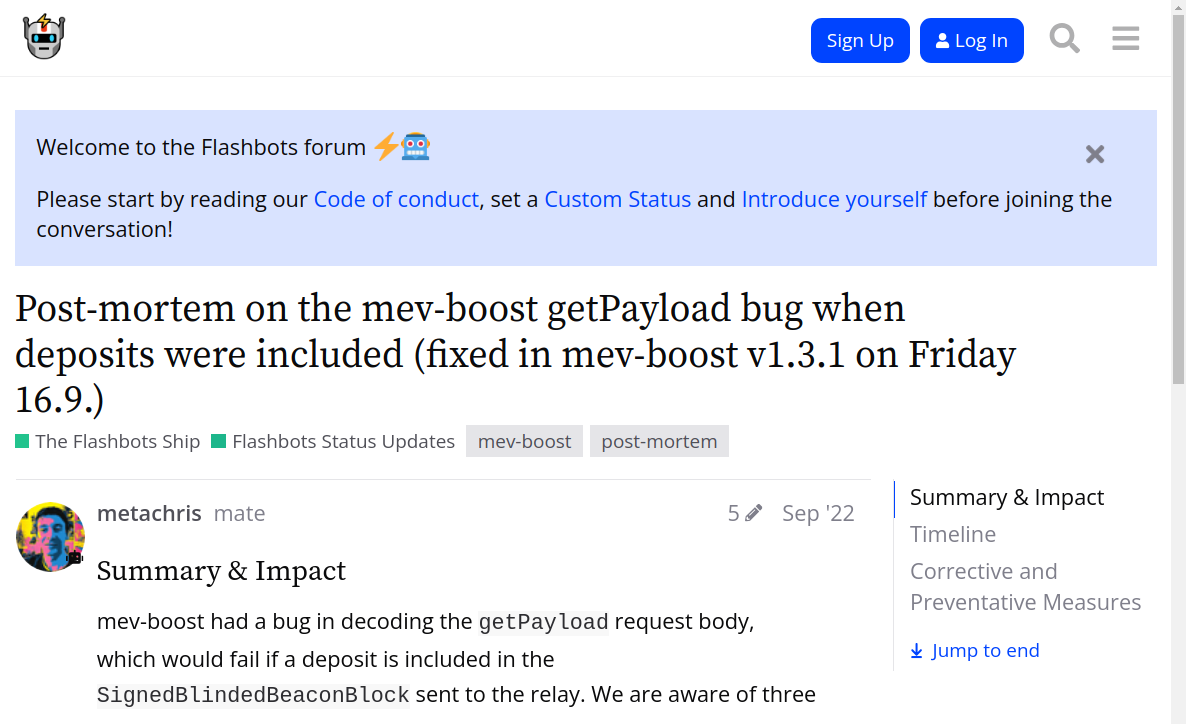 Sign Up
Log In
Welcome to the Flashbots forum
Please start by reading our Code of conduct, set a Custom Status and Introduce yourself before joining the
conversation!
Post-mortem on the mev-boost getPayload bug when
deposits were included (fixed in mev-boost v1.3.1 on Friday
16.9.)
The Flashbots Ship Flashbots Status Updates mev-boost post-mortem
metachris mate 5 Sep '22
Summary & Impact
mev-boost had a bug in decoding the getPayload request body,
which would fail if a deposit is included in the
SignedBlindedBeaconBlock sent to the relay. We are aware of three
Summary & Impact
Timeline
Corrective and
Preventative Measures
Jump to end